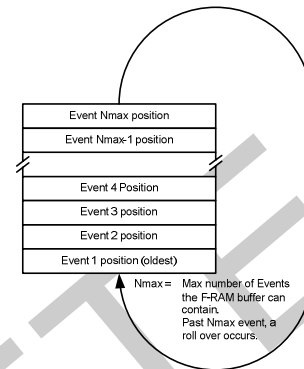 Event Nmax position
Event Nmax-1 position
Event 4 Position
Event 3 position
Event 2 position
Event 1 position (oldest)
Nmax = Max number of Events
the F-RAM buffer can
contain.
Past Nmax event, a
roll over occurs.